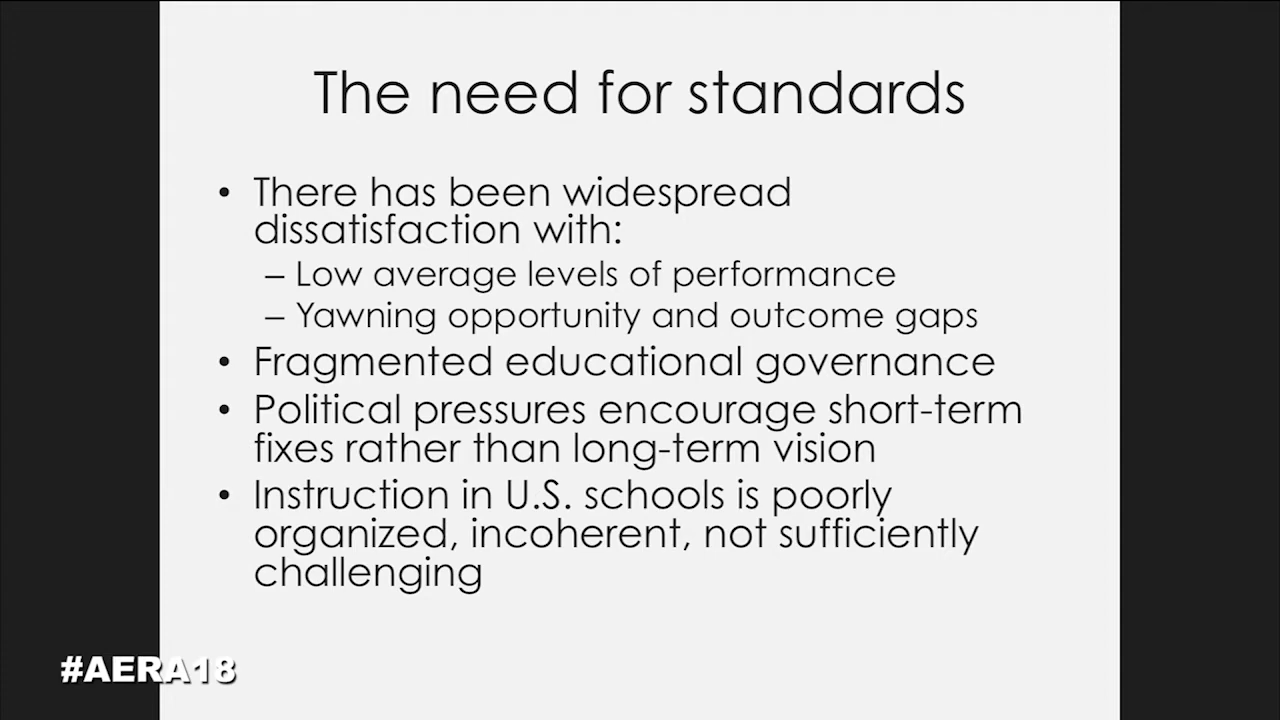 The need for standards
• There has been widespread
dissatisfaction with:
– Low average levels of performance
– Yawning opportunity and outcome gaps
• Fragmented educational governance
• Political pressures encourage short-term
fixes rather than long-term vision
• Instruction in U.S. schools is poorly
organized, incoherent, not sufficiently
challenging
#AERA18